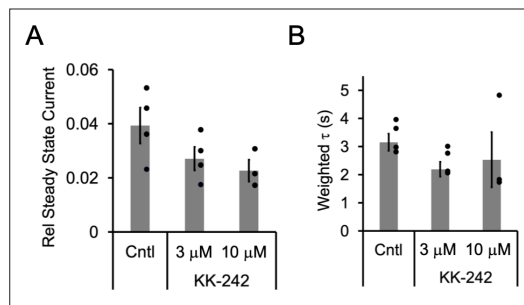 A
Rel Steady State Current
0.06
0.04
0.02
0
Cntl 3 μM 10 μM
KK-242
B
Weighted τ (s)
5
4
3
2
1
0
Cntl 3 μM 10 μM
KK-242